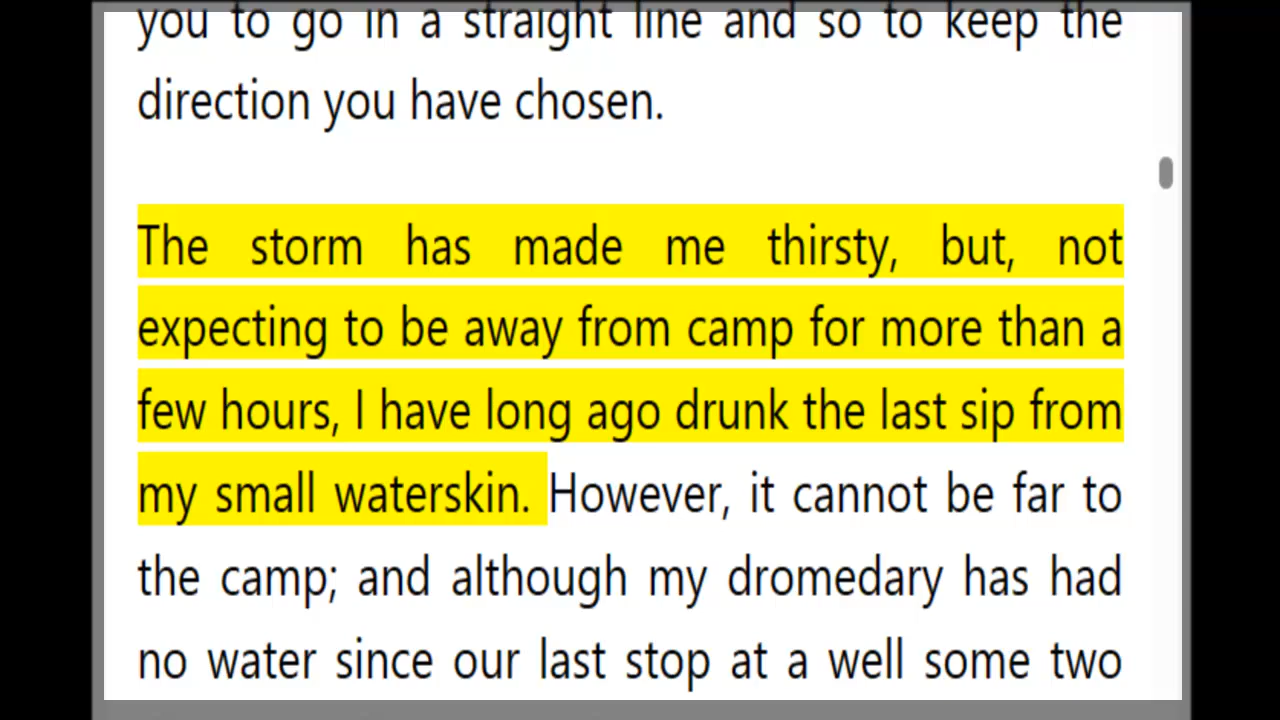 you to go in a straight line and so to keep the
direction you have chosen.
The storm has made me thirsty, but, not
expecting to be away from camp for more than a
few hours, I have long ago drunk the last sip from
my small waterskin. However, it cannot be far to
the camp; and although my dromedary has had
no water since our last stop at a well some two